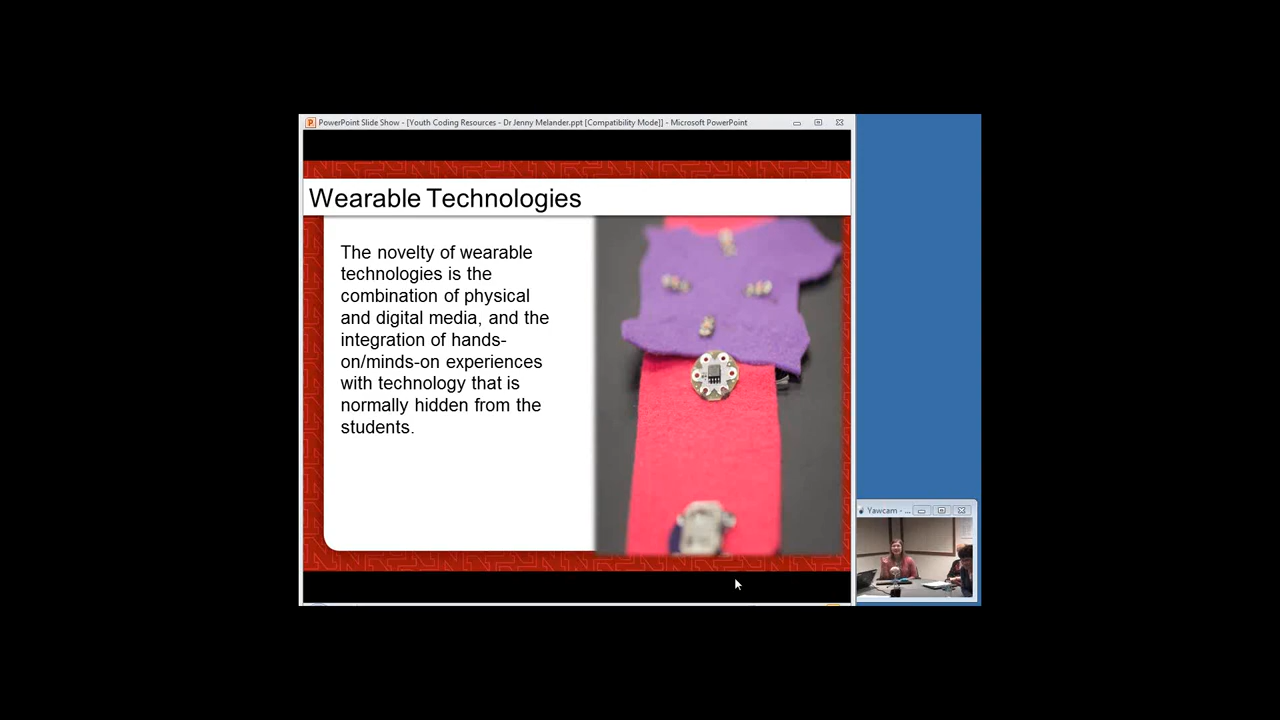 PowerPoint Slide Show - [Youth Coding Resources - Dr Jenny Melander.ppt [Compatibility Mode]] - Microsoft PowerPoint
Wearable Technologies
The novelty of wearable
technologies is the
combination of physical
and digital media, and the
integration of hands-
on/minds-on experiences
with technology that is
normally hidden from the
students.
Yawcam - ...